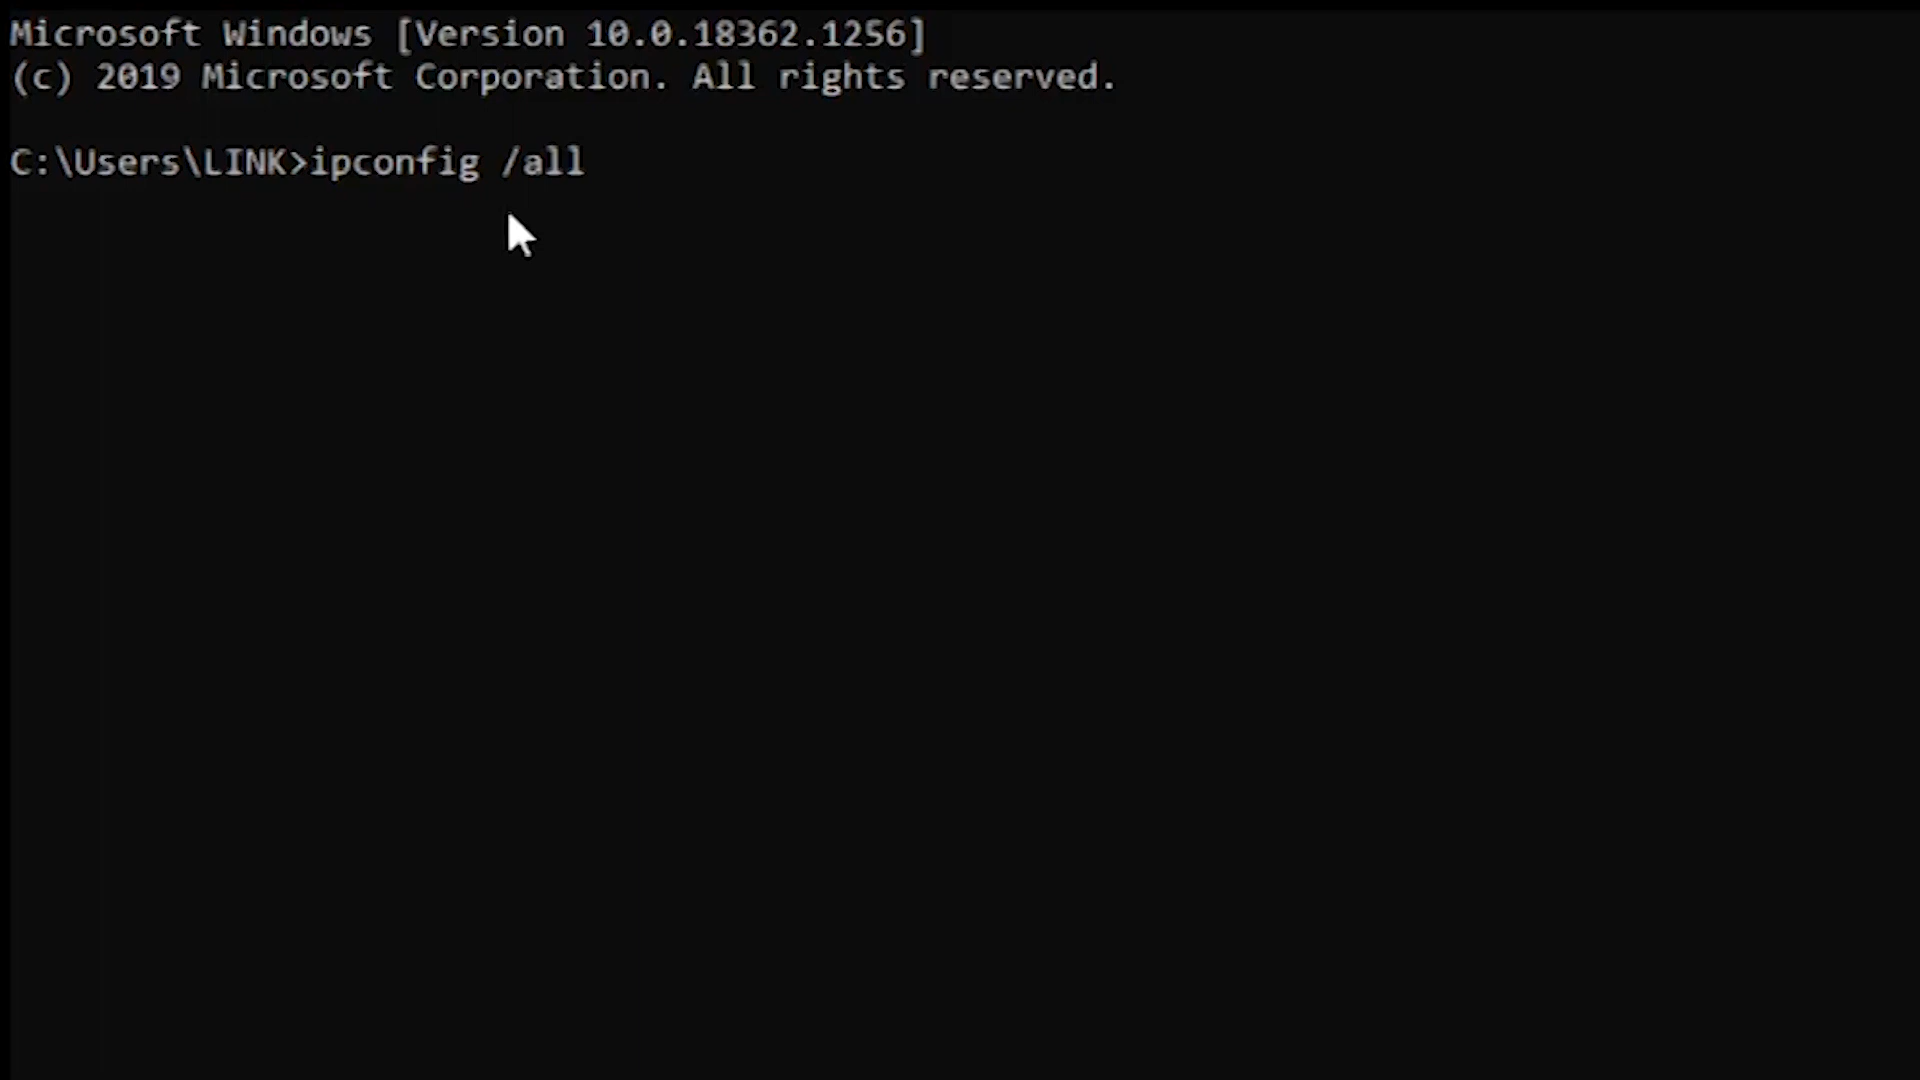 Microsoft Windows [Version 10.0.18362.1256]
(c) 2019 Microsoft Corporation. All rights reserved.
C:\Users\LINK>ipconfig /all